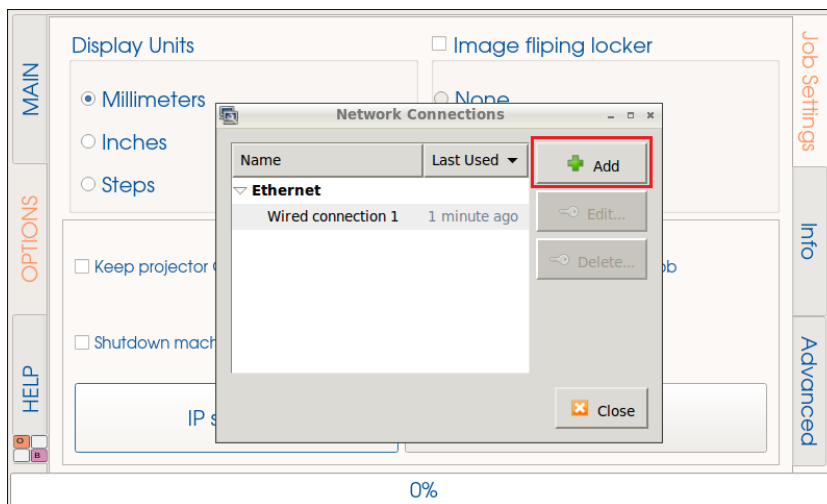 MAIN
OPTIONS
HELP
O
B
Display Units
Millimeters
Inches
Steps
Image fliping locker
None
Keep projector
Shutdown mach
IP s
ob
Network Connections
Name
Last Used
Ethernet
Wired connection 1 1 minute ago
Add
Edit...
Delete...
Close
Job Settings
Info
Advanced
0%